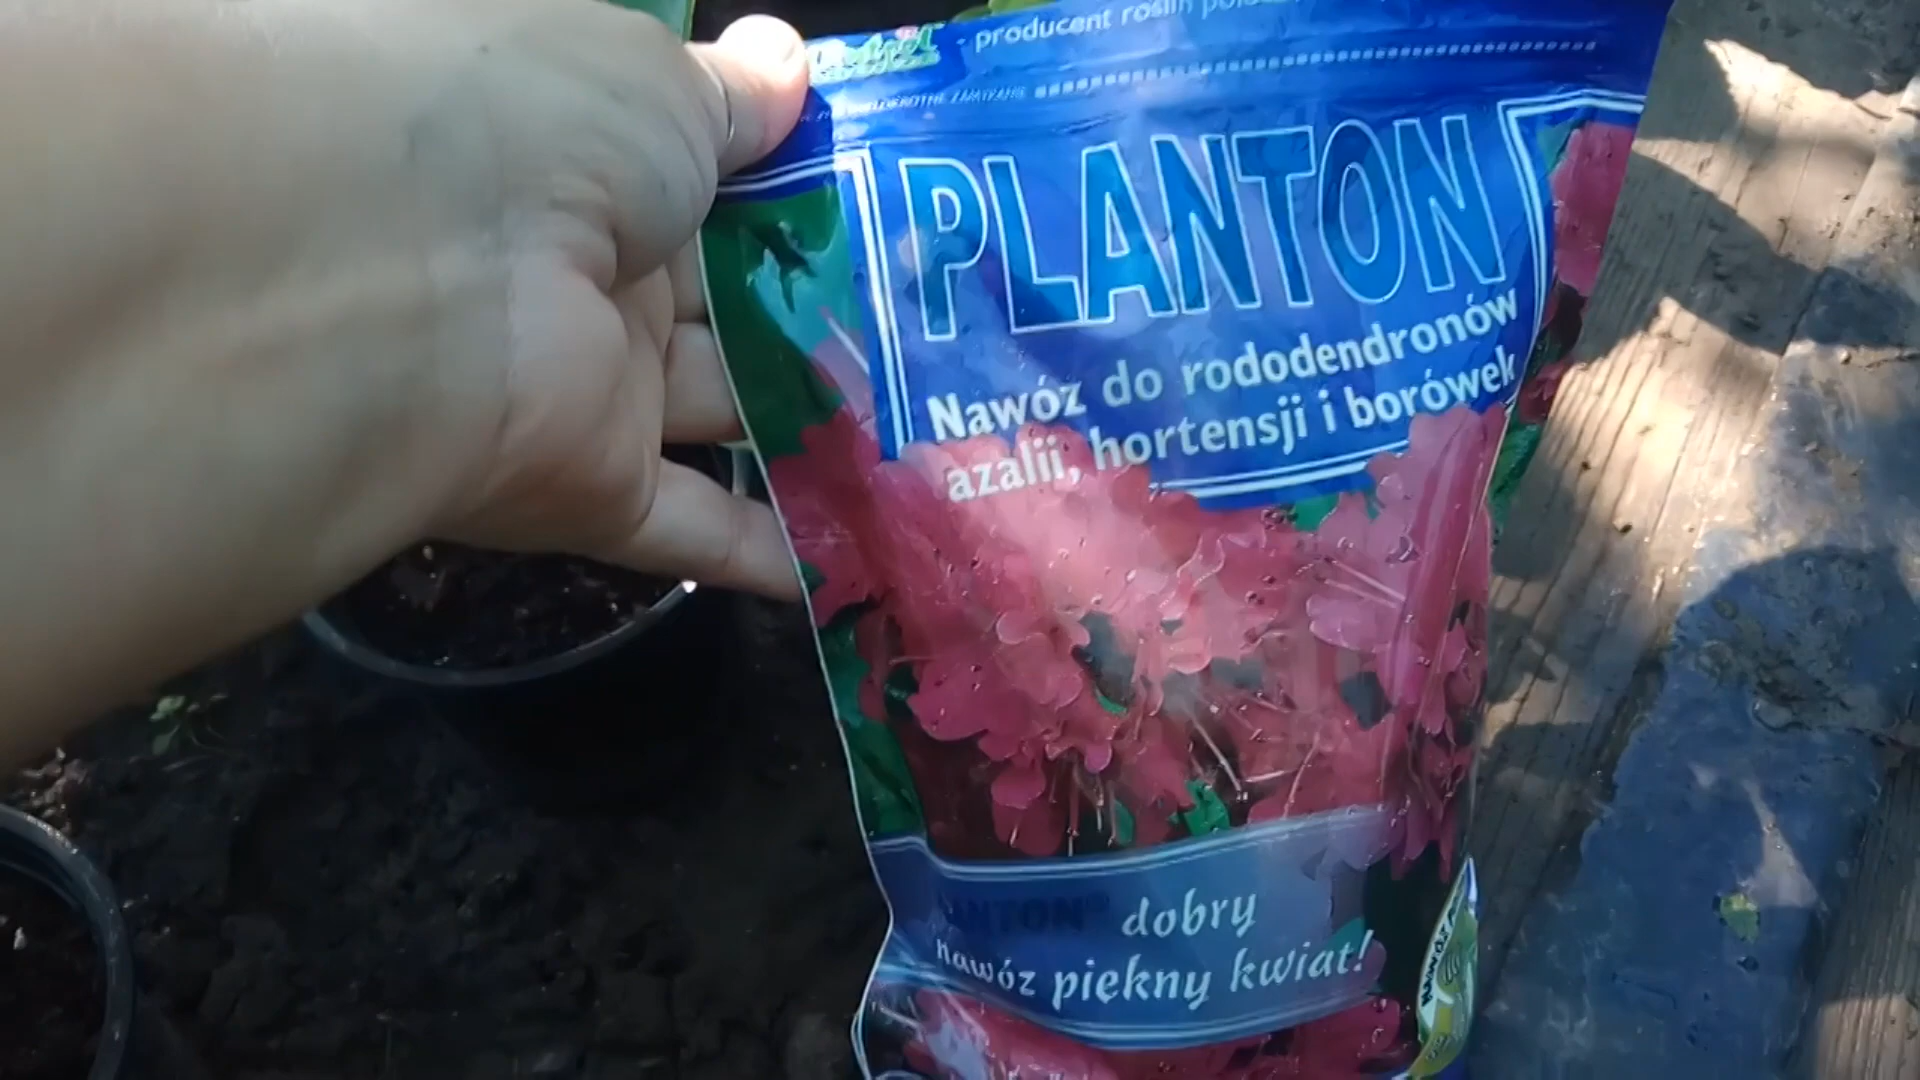 - producent roślin
PLANTON
Nawóz do rododendronów
azalii, hortensji i borówek
dobry
nawóz piękny kwiat!